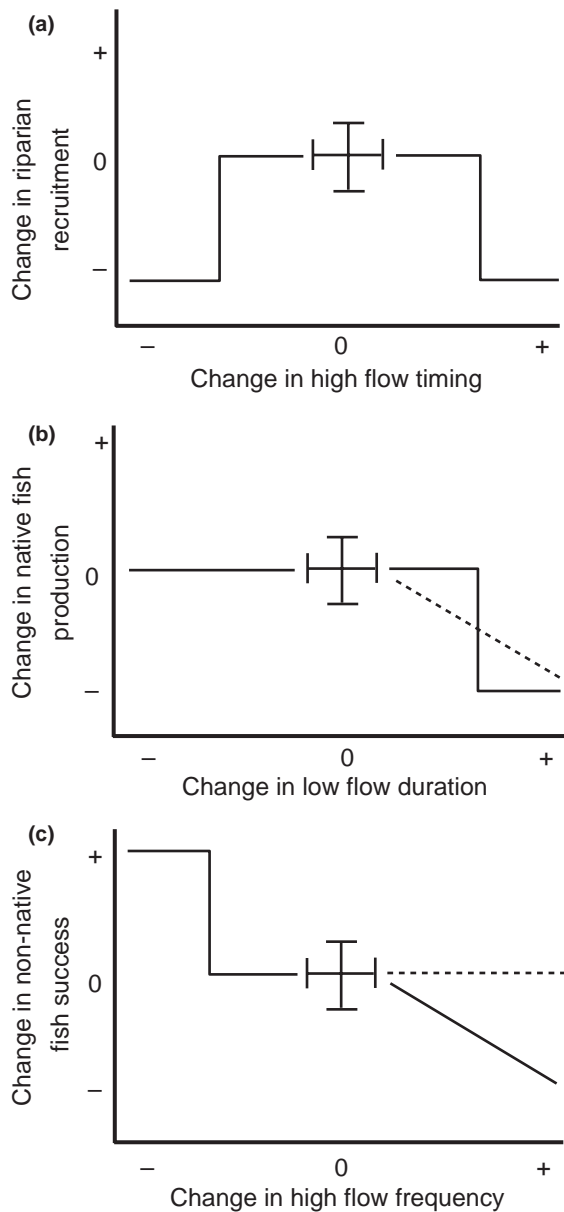 (a)
+
Change in riparian
recruitment
0
–
– 0 +
Change in high flow timing
(b)
+
Change in native fish
production
0
–
– 0 +
Change in low flow duration
(c)
+
Change in non-native
fish success
0
–
– 0 +
Change in high flow frequency